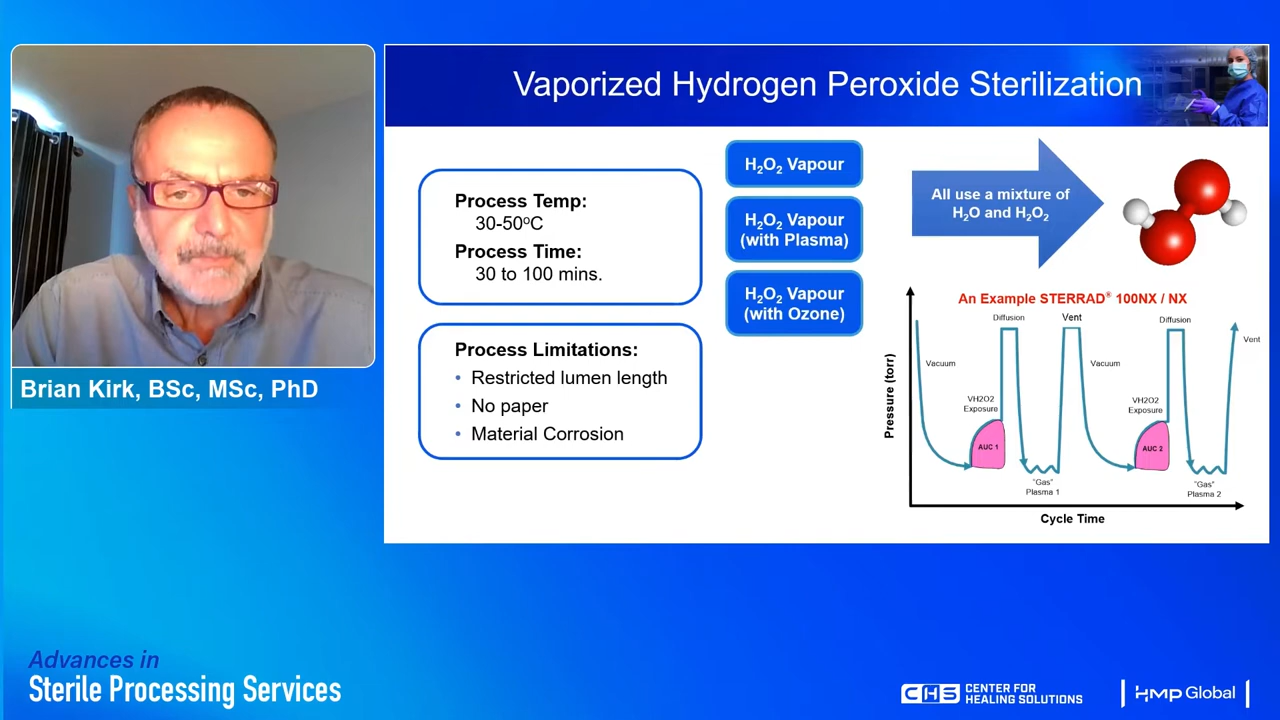 Vaporized Hydrogen Peroxide Sterilization
Process Temp:
30-50ºC
Process Time:
30 to 100 mins.
Process Limitations:
• Restricted lumen length
• No paper
• Material Corrosion
H₂O₂ Vapour
H₂O₂ Vapour
(with Plasma)
H₂O₂ Vapour
(with Ozone)
All use a mixture of
H₂O and H₂O₂
An Example STERRAD® 100NX / NX
Pressure (torr)
Vacuum
VH2O2
Exposure
AUC 1
Diffusion
"Gas"
Plasma 1
Vent
Vacuum
VH2O2
Exposure
AUC 2
Diffusion
"Gas"
Plasma 2
Vent
Cycle Time
Brian Kirk, BSc, MSc, PhD
Advances in
Sterile Processing Services
CHS CENTER FOR
HEALING SOLUTIONS
HMP Global